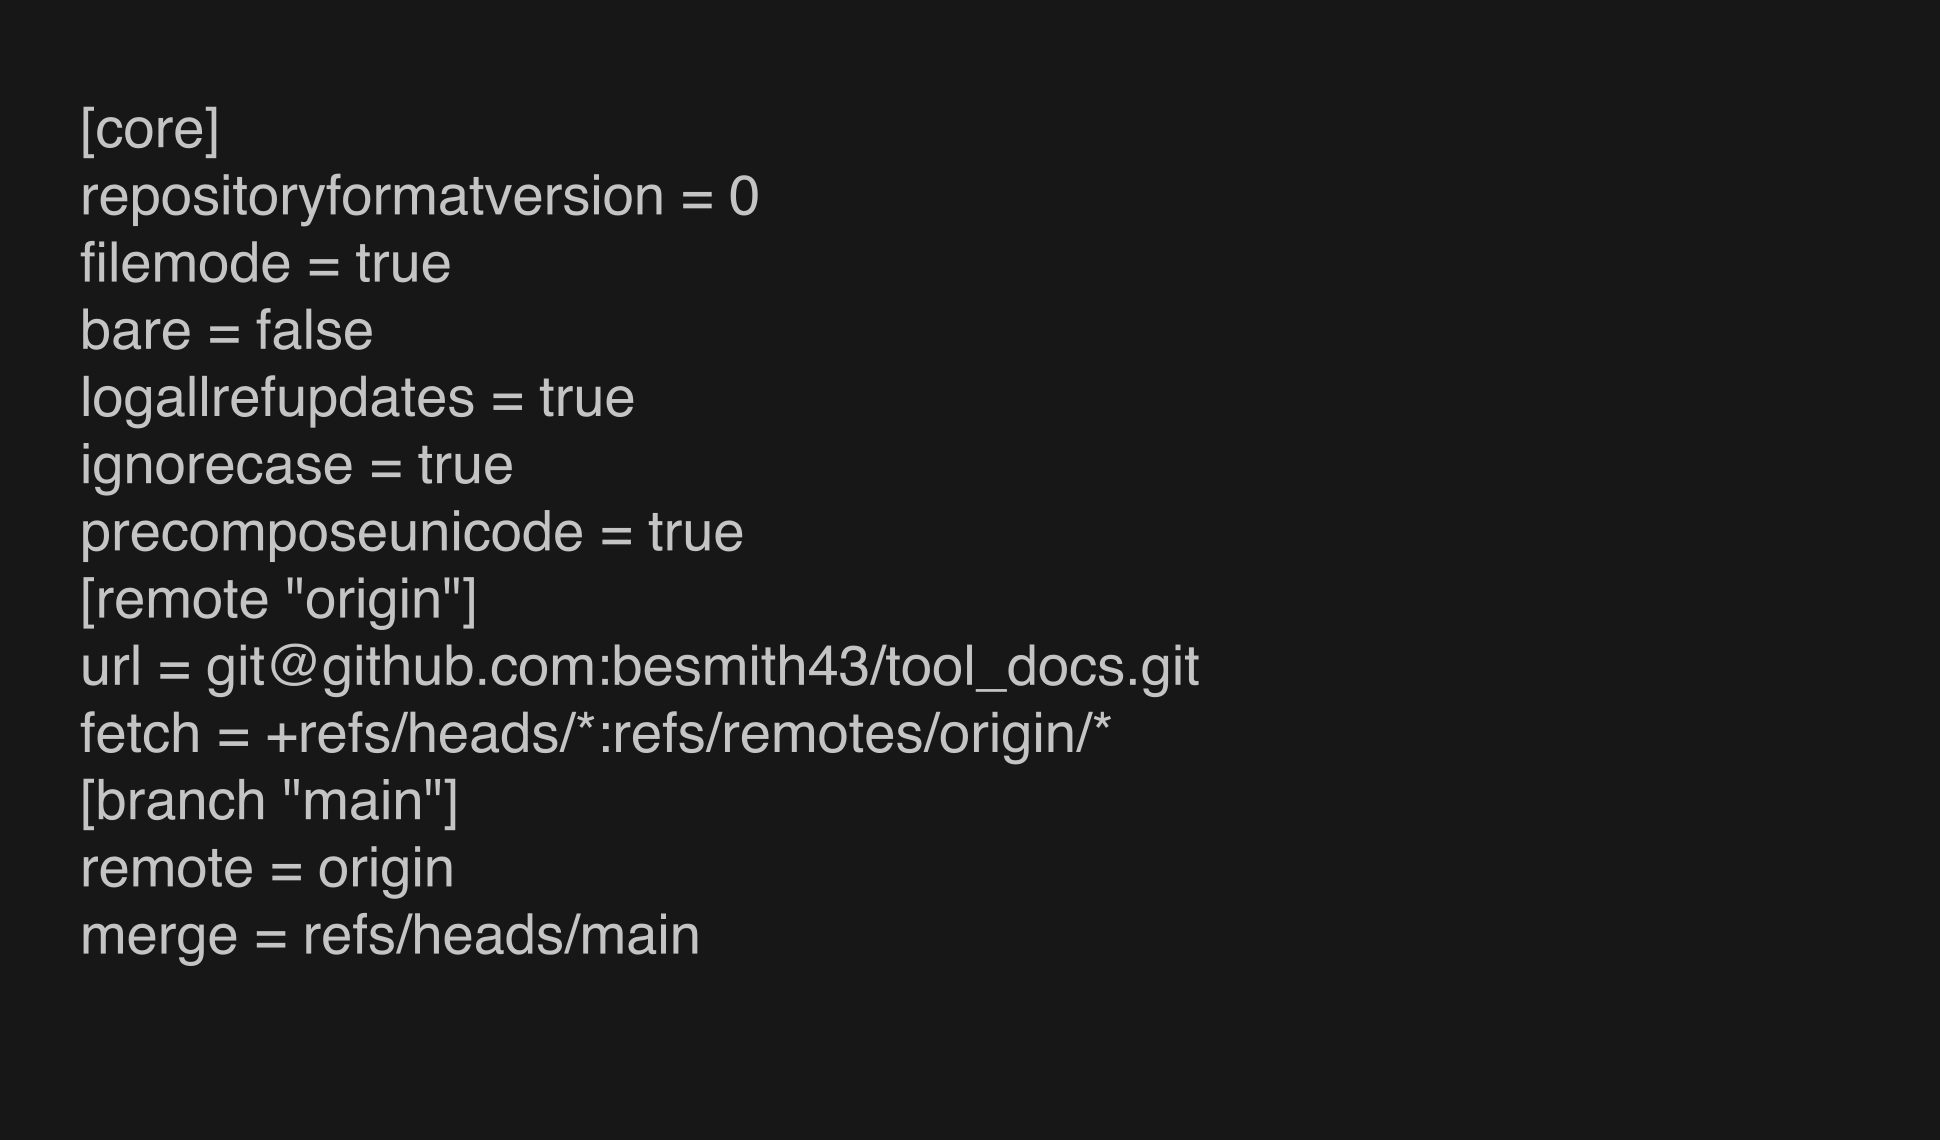 [core]
repositoryformatversion = 0
filemode = true
bare = false
logallrefupdates = true
ignorecase = true
precomposeunicode = true
[remote "origin"]
url = git@github.com:besmith43/tool_docs.git
fetch = +refs/heads/*:refs/remotes/origin/*
[branch "main"]
remote = origin
merge = refs/heads/main